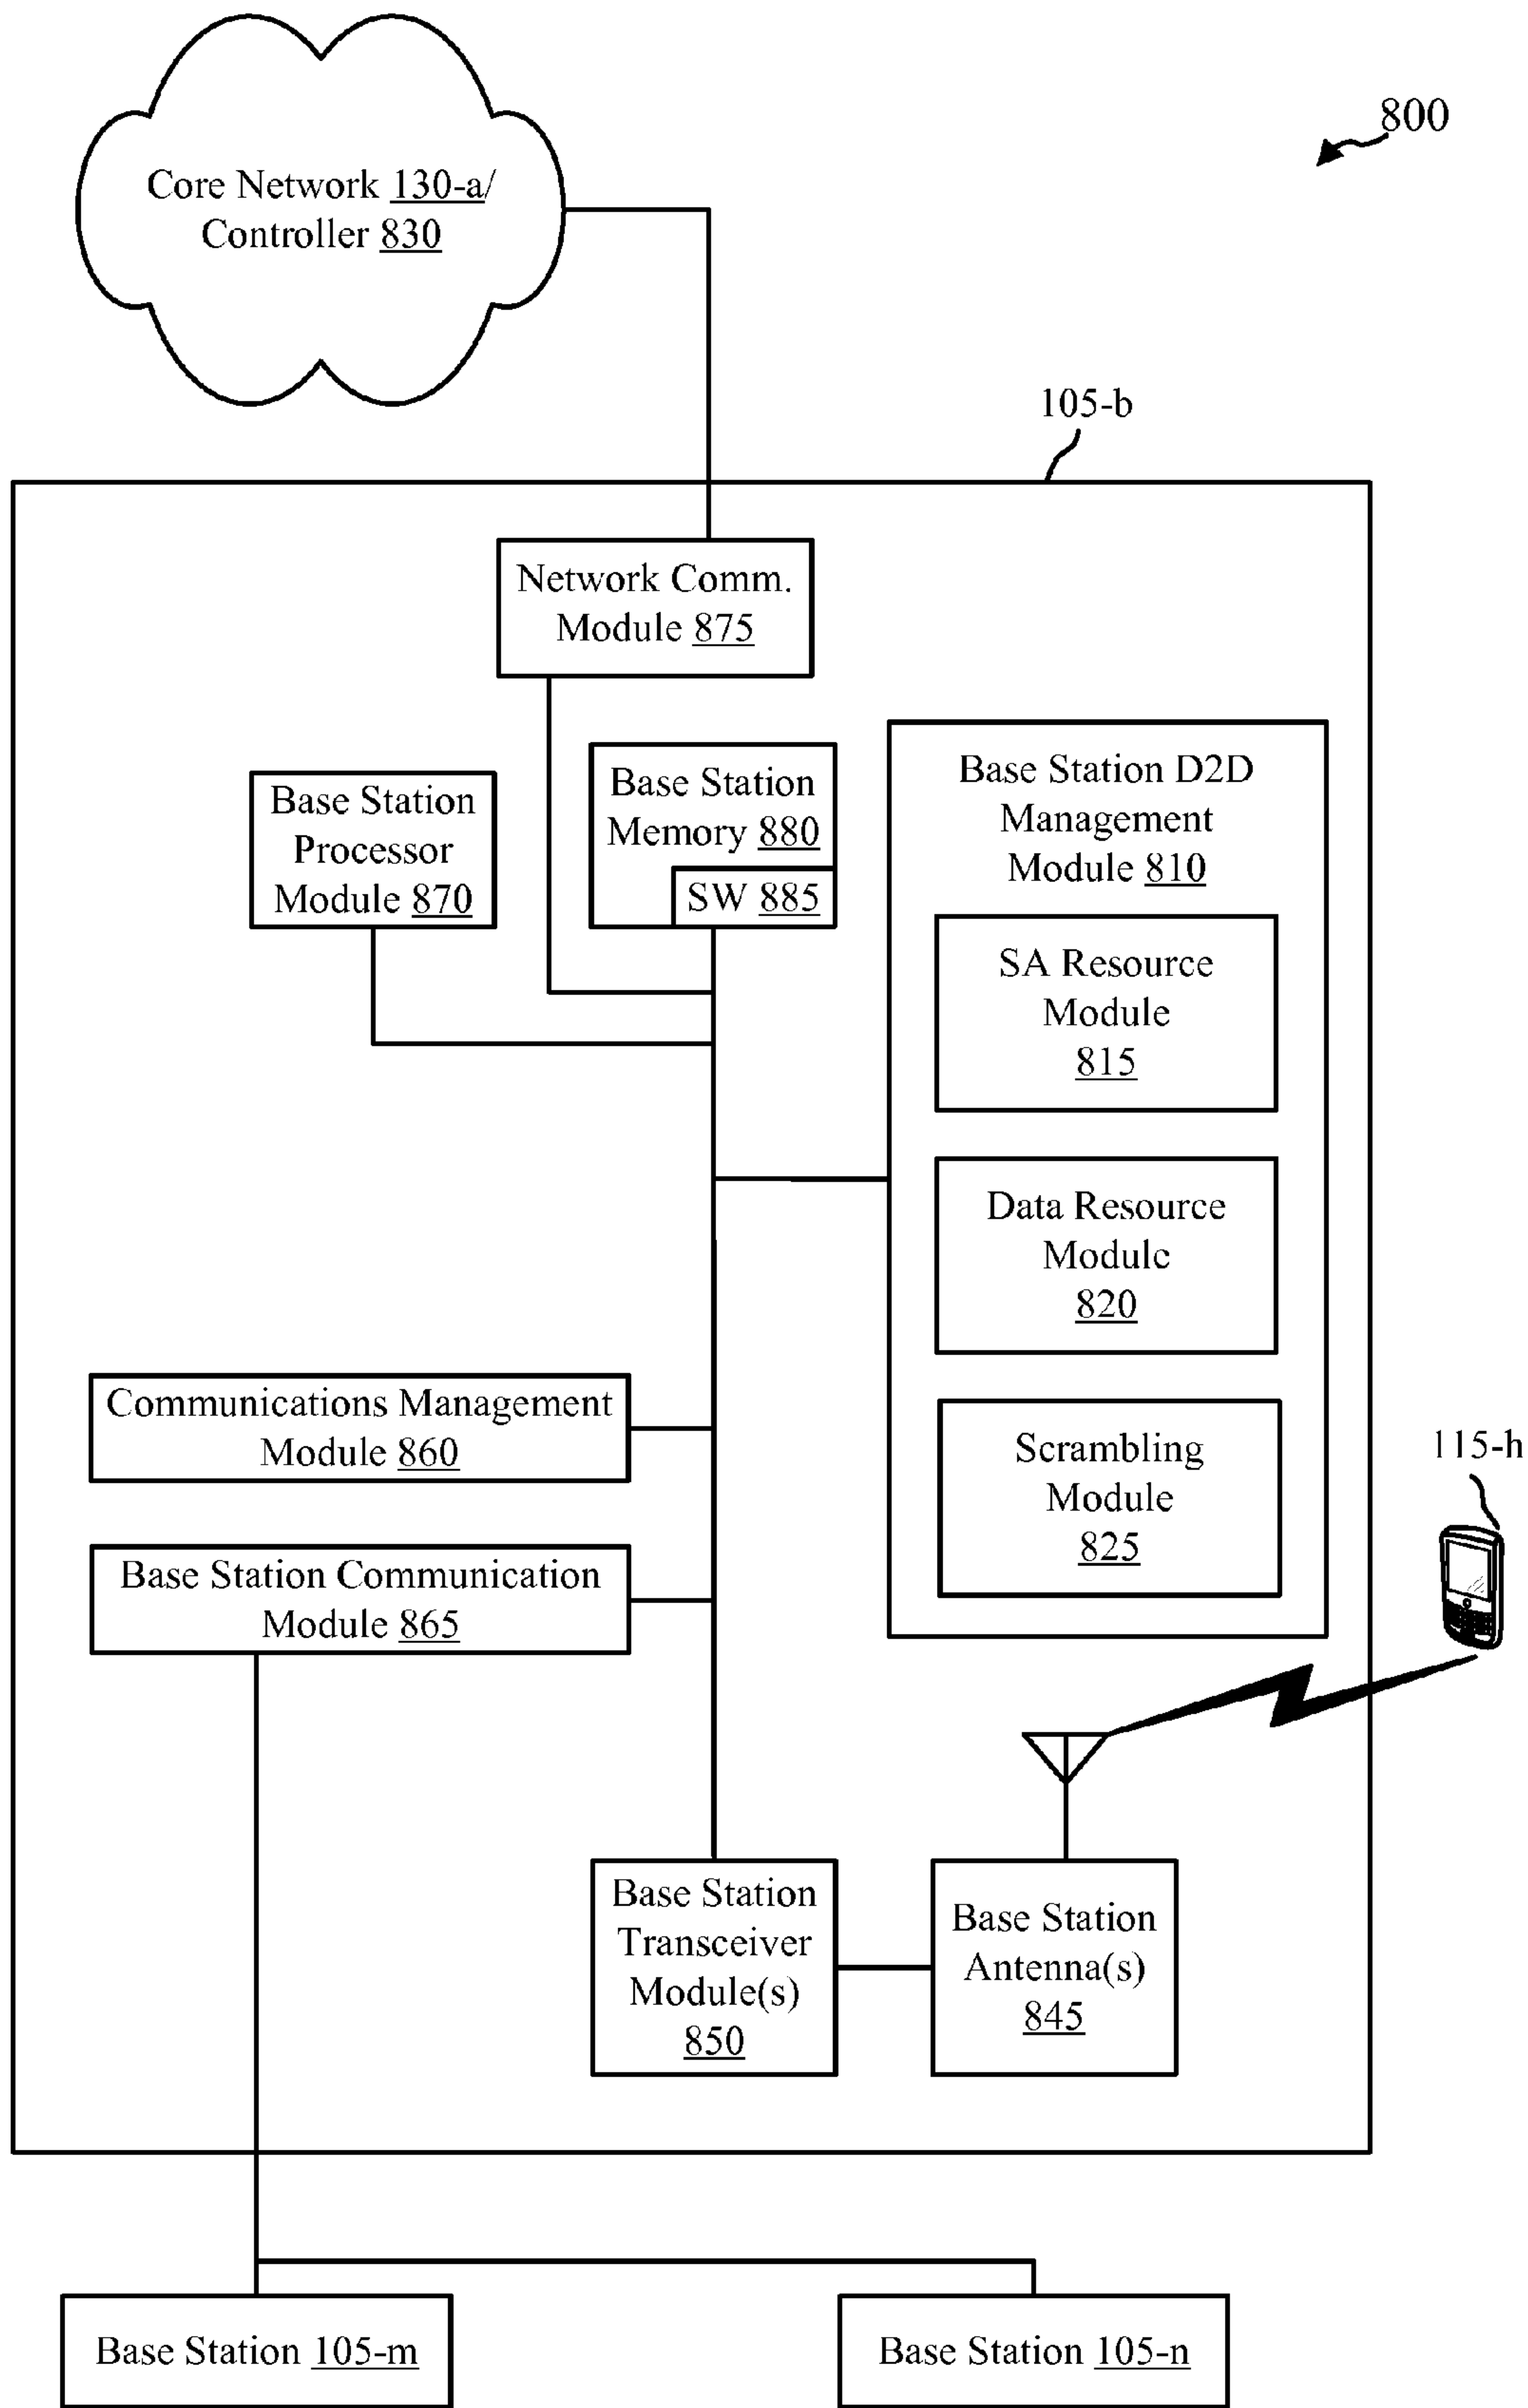 800
Core Network 130-a/
Controller 830
105-b
Network Comm.
Module 875
Base Station
Processor
Module 870
Base Station
Memory 880
SW 885
Base Station D2D
Management
Module 810
SA Resource
Module
815
Data Resource
Module
820
Scrambling
Module
825
Communications Management
Module 860
Base Station Communication
Module 865
115-h
Base Station
Transceiver
Module(s)
850
Base Station
Antenna(s)
845
Base Station 105-m
Base Station 105-n